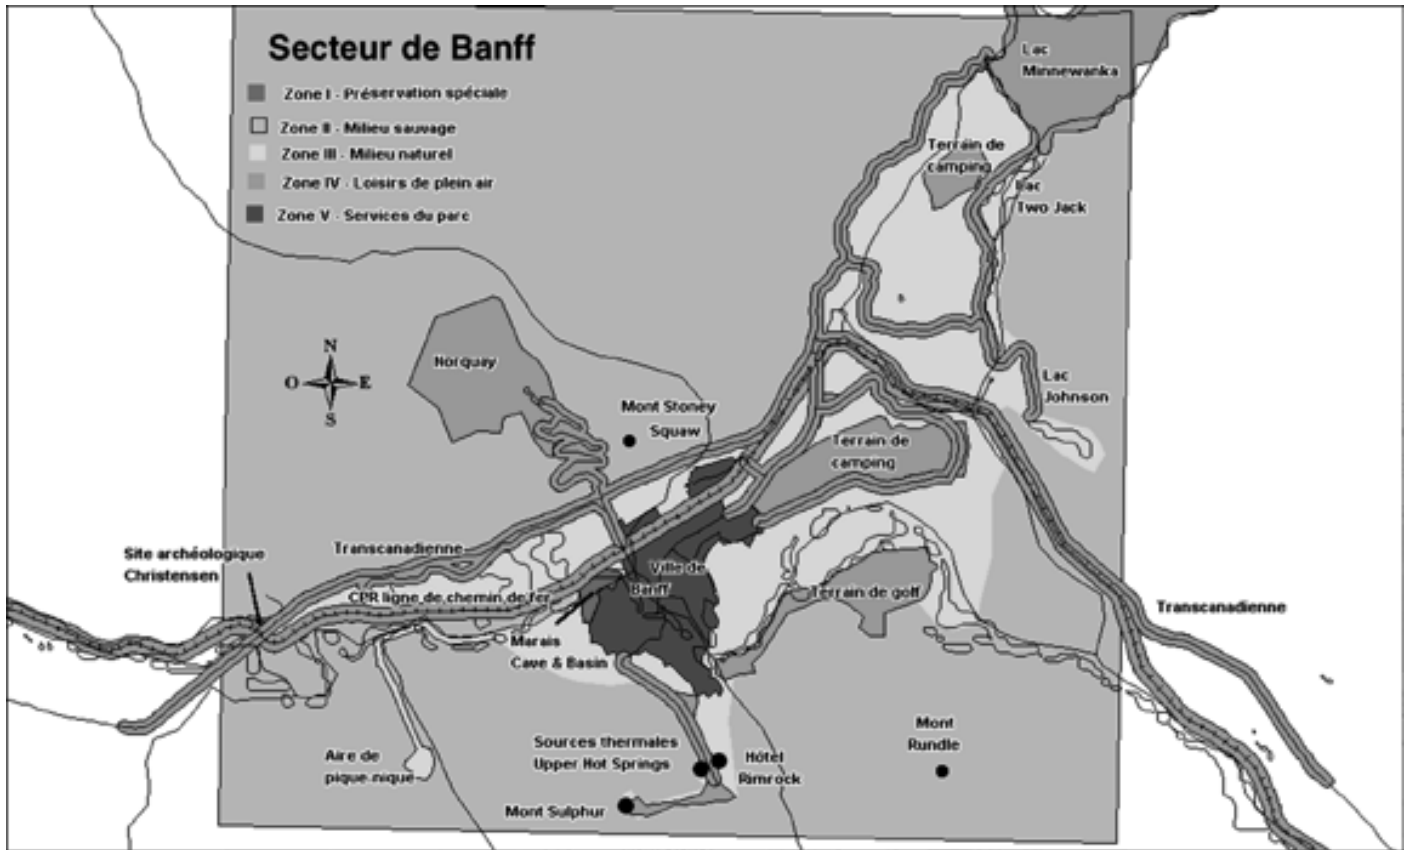 Secteur de Banff
Zone I - Préservation spéciale
Zone II - Milieu sauvage
Zone III - Milieu naturel
Zone IV - Loisirs de plein air
Zone V - Services du parc
Lac
Minnewanka
Terrain de
camping
Lac
Two Jack
N
O E
S
Norquay
Mont Stoney
Squaw
Lac
Johnson
Terrain de
camping
Site archéologique
Christensen
Transcanadienne
CPR ligne de chemin de fer
Ville de
Banff
Terrain de golf
Transcanadienne
Marais
Cave & Basin
Aire de
pique-nique
Sources thermales
Upper Hot Springs
Hôtel
Rimrock
Mont
Rundle
Mont Sulphur